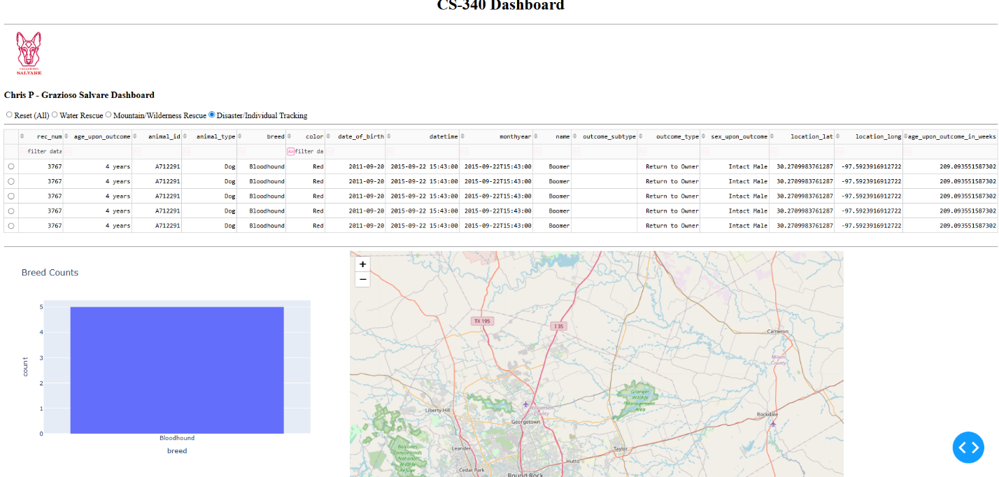 CS-340 Dashboard
GRAZIOSO
SALVARE
Chris P - Grazioso Salvare Dashboard
Reset (All) Water Rescue Mountain/Wilderness Rescue Disaster/Individual Tracking
rec_num age_upon_outcome animal_id animal_type breed color date_of_birth datetime monthyear name outcome_subtype outcome_type sex_upon_outcome location_lat location_long age_upon_outcome_in_weeks
filter data Aa filter da
3767 4 years A712291 Dog Bloodhound Red 2011-09-20 2015-09-22 15:43:00 2015-09-22T15:43:00 Boomer Return to Owner Intact Male 30.2709983761287 -97.5923916912722 209.093551587302
3767 4 years A712291 Dog Bloodhound Red 2011-09-20 2015-09-22 15:43:00 2015-09-22T15:43:00 Boomer Return to Owner Intact Male 30.2709983761287 -97.5923916912722 209.093551587302
3767 4 years A712291 Dog Bloodhound Red 2011-09-20 2015-09-22 15:43:00 2015-09-22T15:43:00 Boomer Return to Owner Intact Male 30.2709983761287 -97.5923916912722 209.093551587302
3767 4 years A712291 Dog Bloodhound Red 2011-09-20 2015-09-22 15:43:00 2015-09-22T15:43:00 Boomer Return to Owner Intact Male 30.2709983761287 -97.5923916912722 209.093551587302
3767 4 years A712291 Dog Bloodhound Red 2011-09-20 2015-09-22 15:43:00 2015-09-22T15:43:00 Boomer Return to Owner Intact Male 30.2709983761287 -97.5923916912722 209.093551587302
Breed Counts
5
4
3
2
1
0
count
Bloodhound
breed
+
−
TX 195
I 35
Cameron
Milam
County
Granger
Wildlife
Management
Area
Liberty Hill
Williamson
County
Georgetown
Rockdale
Balcones
Canyonlands
National
Wildlife
Refuge
Leander
Taylor
Hutto
Cedar Park
Round Rock